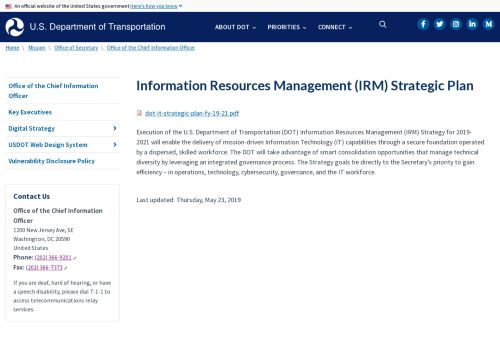 An official website of the United States government Here's how you know
U.S. Department of Transportation
ABOUT DOT
PRIORITIES
CONNECT
Home
Mission
Office of Secretary
Office of the Chief Information Officer
Office of the Chief Information
Officer
Key Executives
Digital Strategy
USDOT Web Design System
Vulnerability Disclosure Policy
Contact Us
Office of the Chief Information
Officer
1200 New Jersey Ave, SE
Washington, DC 20590
United States
Phone: (202) 366-9201
Fax: (202) 366-7373
If you are deaf, hard of hearing, or have
a speech disability, please dial 7-1-1 to
access telecommunications relay
services.
Information Resources Management (IRM) Strategic Plan
dot-it-strategic-plan-fy-19-21.pdf
Execution of the U.S. Department of Transportation (DOT) Information Resources Management (IRM) Strategy for 2019-
2021 will enable the delivery of mission-driven Information Technology (IT) capabilities through a secure foundation operated
by a dispersed, skilled workforce. The DOT will take advantage of smart consolidation opportunities that manage technical
diversity by leveraging an integrated governance process. The Strategy goals tie directly to the Secretary's priority to gain
efficiency – in operations, technology, cybersecurity, governance, and the IT workforce.
Last updated: Thursday, May 23, 2019